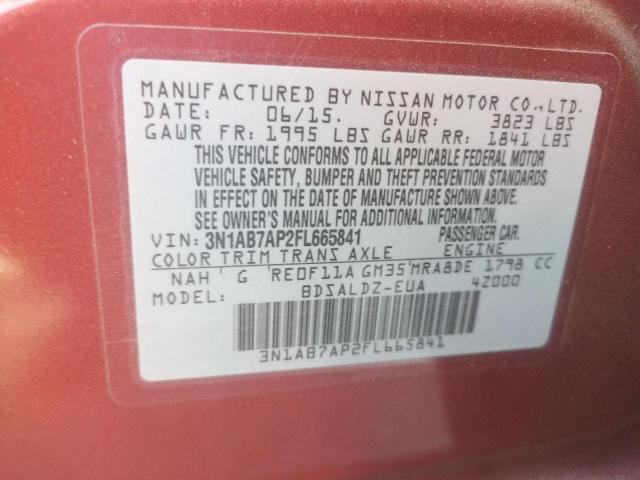 MANUFACTURED BY NISSAN MOTOR CO., LTD.
DATE: 06/15. GVWR: 3823 LBS
GAWR FR: 1995 LBS GAWR RR: 1841 LBS
THIS VEHICLE CONFORMS TO ALL APPLICABLE FEDERAL MOTOR
VEHICLE SAFETY, BUMPER AND THEFT PREVENTION STANDARDS
IN EFFECT ON THE DATE OF MANUFACTURE SHOWN ABOVE.
SEE OWNER'S MANUAL FOR ADDITIONAL INFORMATION.
VIN: 3N1AB7AP2FL665841 PASSENGER CAR.
COLOR TRIM TRANS AXLE ENGINE
NAH G RE0F11A GM35 MRA8DE 1798 CC
MODEL: BDSALDZ-EUA 4Z000
3N1AB7AP2FL665841